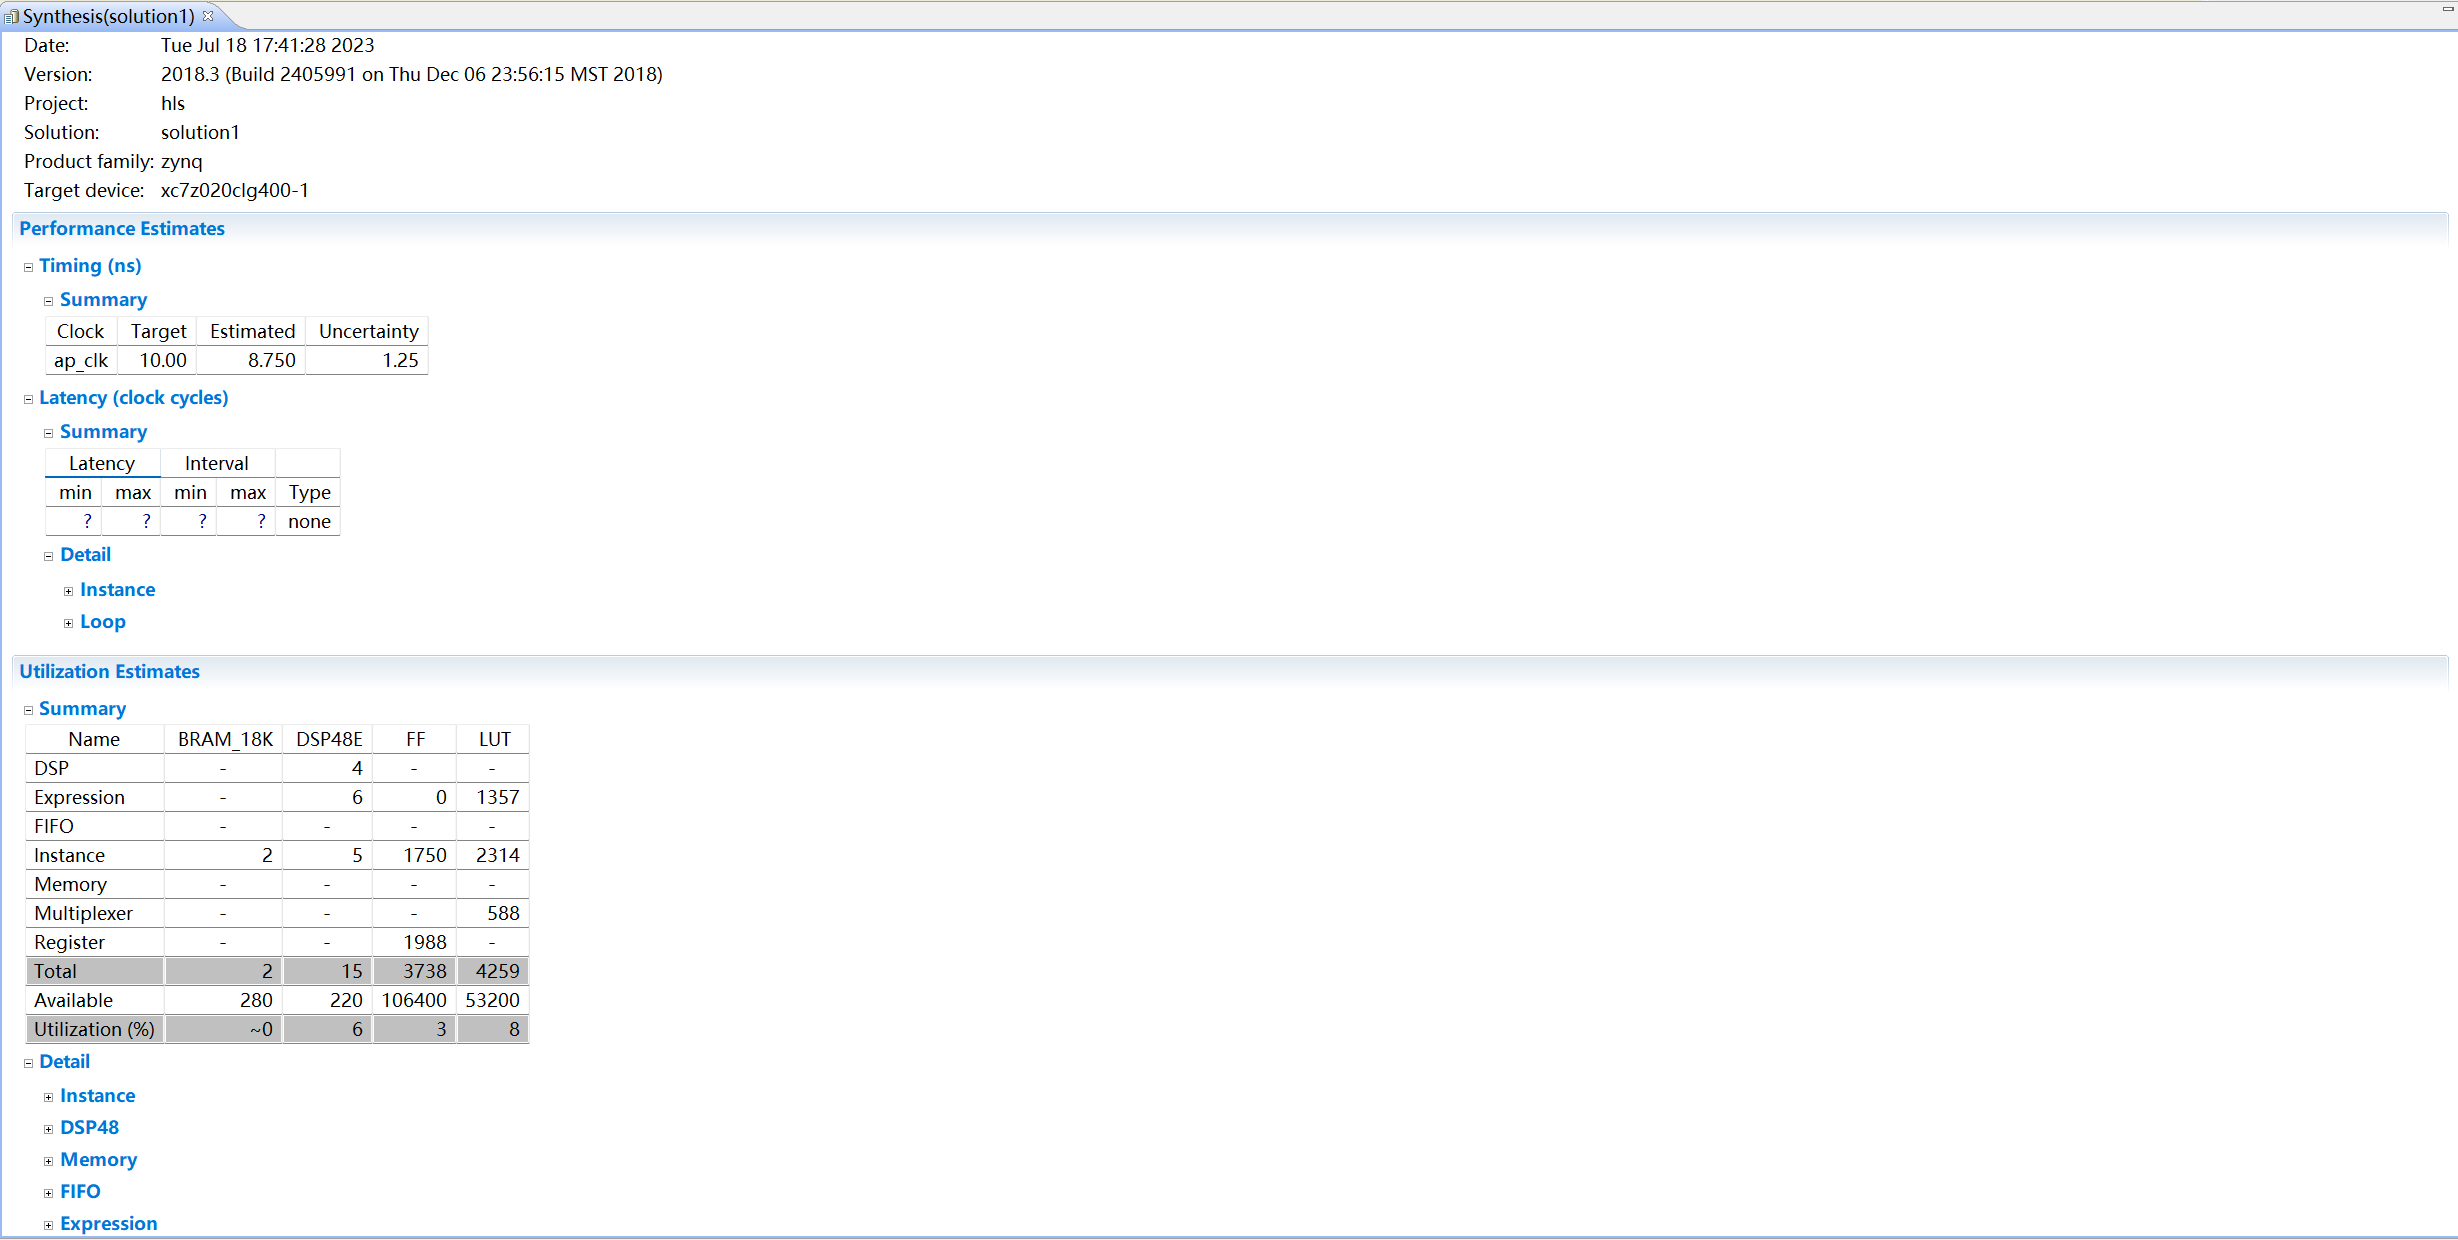 Synthesis(solution1)
Date: Tue Jul 18 17:41:28 2023
Version: 2018.3 (Build 2405991 on Thu Dec 06 23:56:15 MST 2018)
Project: hls
Solution: solution1
Product family: zynq
Target device: xc7z020clg400-1
Performance Estimates
Timing (ns)
Summary
Clock Target Estimated Uncertainty
ap_clk 10.00 8.750 1.25
Latency (clock cycles)
Summary
Latency Interval
min max min max Type
? ? ? ? none
Detail
Instance
Loop
Utilization Estimates
Summary
Name BRAM_18K DSP48E FF LUT
DSP - 4 - -
Expression - 6 0 1357
FIFO - - - -
Instance 2 5 1750 2314
Memory - - - -
Multiplexer - - - 588
Register - - 1988 -
Total 2 15 3738 4259
Available 280 220 106400 53200
Utilization (%) ~0 6 3 8
Detail
Instance
DSP48
Memory
FIFO
Expression